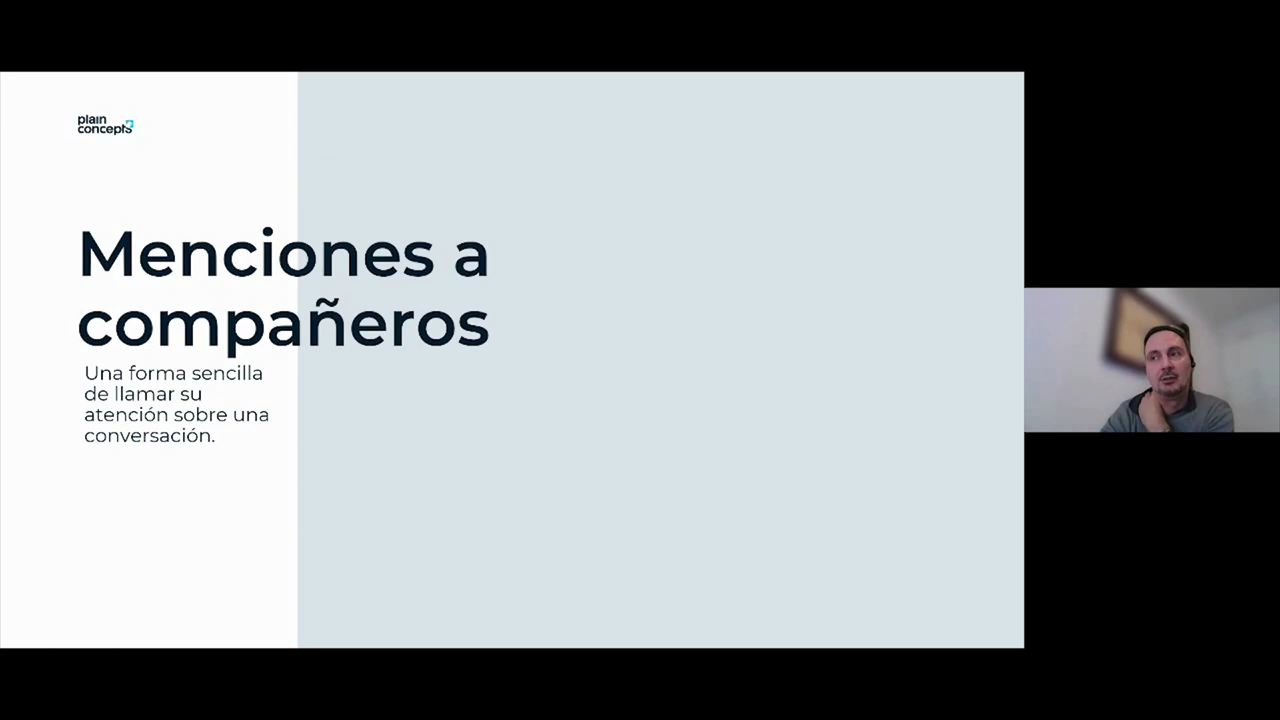 plain
concepts
Menciones a
compañeros
Una forma sencilla
de llamar su
atención sobre una
conversación.